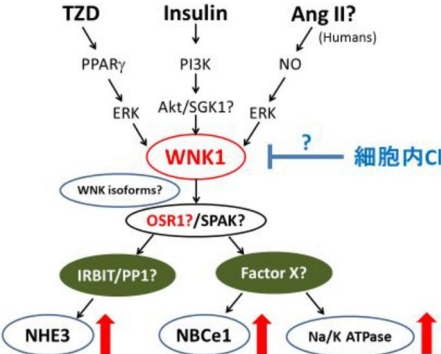 TZD Insulin Ang II?
(Humans)
PPARγ PI3K NO
ERK Akt/SGK1? ERK
WNK1
?
細胞内Cl
WNK isoforms?
OSR1?/SPAK?
IRBIT/PP1? Factor X?
NHE3 NBCe1 Na/K ATPase